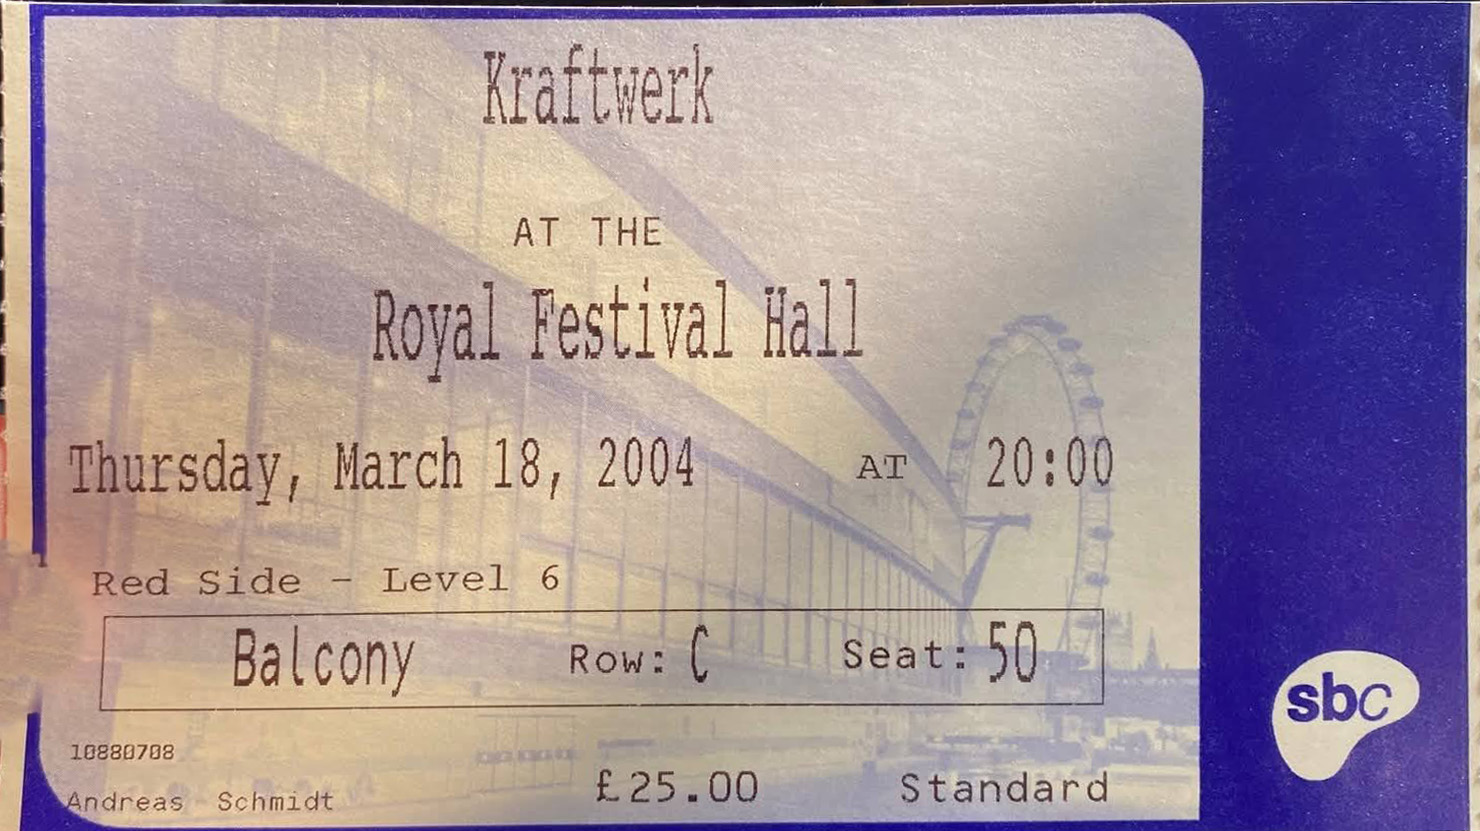 Kraftwerk
AT THE
Royal Festival Hall
Thursday, March 18, 2004 AT 20:00
Red Side - Level 6
Balcony Row: C Seat: 50
10880708
Andreas Schmidt £25.00 Standard
sbc